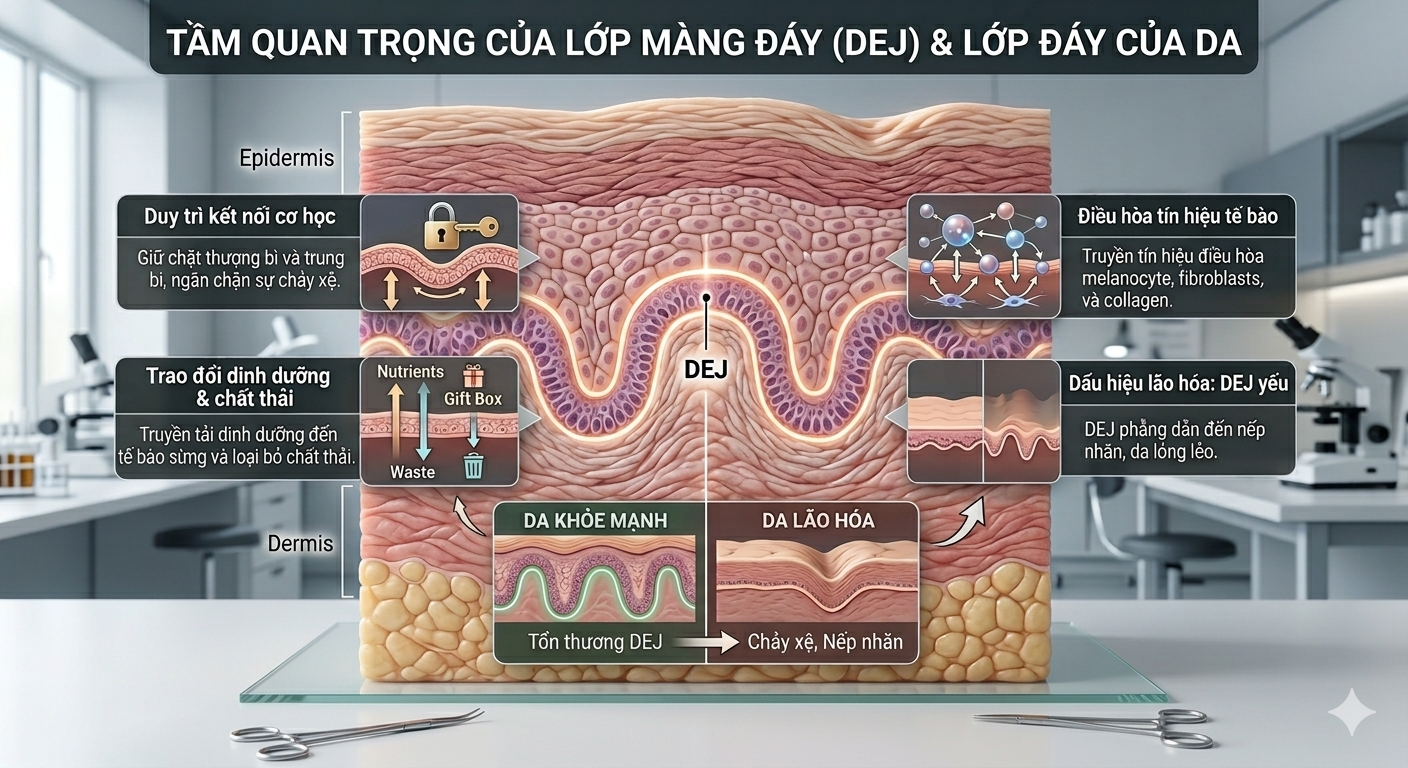 TẦM QUAN TRỌNG CỦA LỚP MÀNG ĐÁY (DEJ) & LỚP ĐÁY CỦA DA
Epidermis
Duy trì kết nối cơ học
Giữ chặt thượng bì và trung
bì, ngăn chặn sự chảy xệ.
Điều hòa tín hiệu tế bào
Truyền tín hiệu điều hòa
melanocyte, fibroblasts,
và collagen.
DEJ
Trao đổi dinh dưỡng
& chất thải
Truyền tải dinh dưỡng đến
tế bào sừng và loại bỏ chất thải.
Nutrients
Gift Box
Waste
Dấu hiệu lão hóa: DEJ yếu
DEJ phẳng dẫn đến nếp
nhăn, da lỏng lẻo.
Dermis
DA KHỎE MẠNH
DA LÃO HÓA
Tổn thương DEJ
Chảy xệ, Nếp nhăn